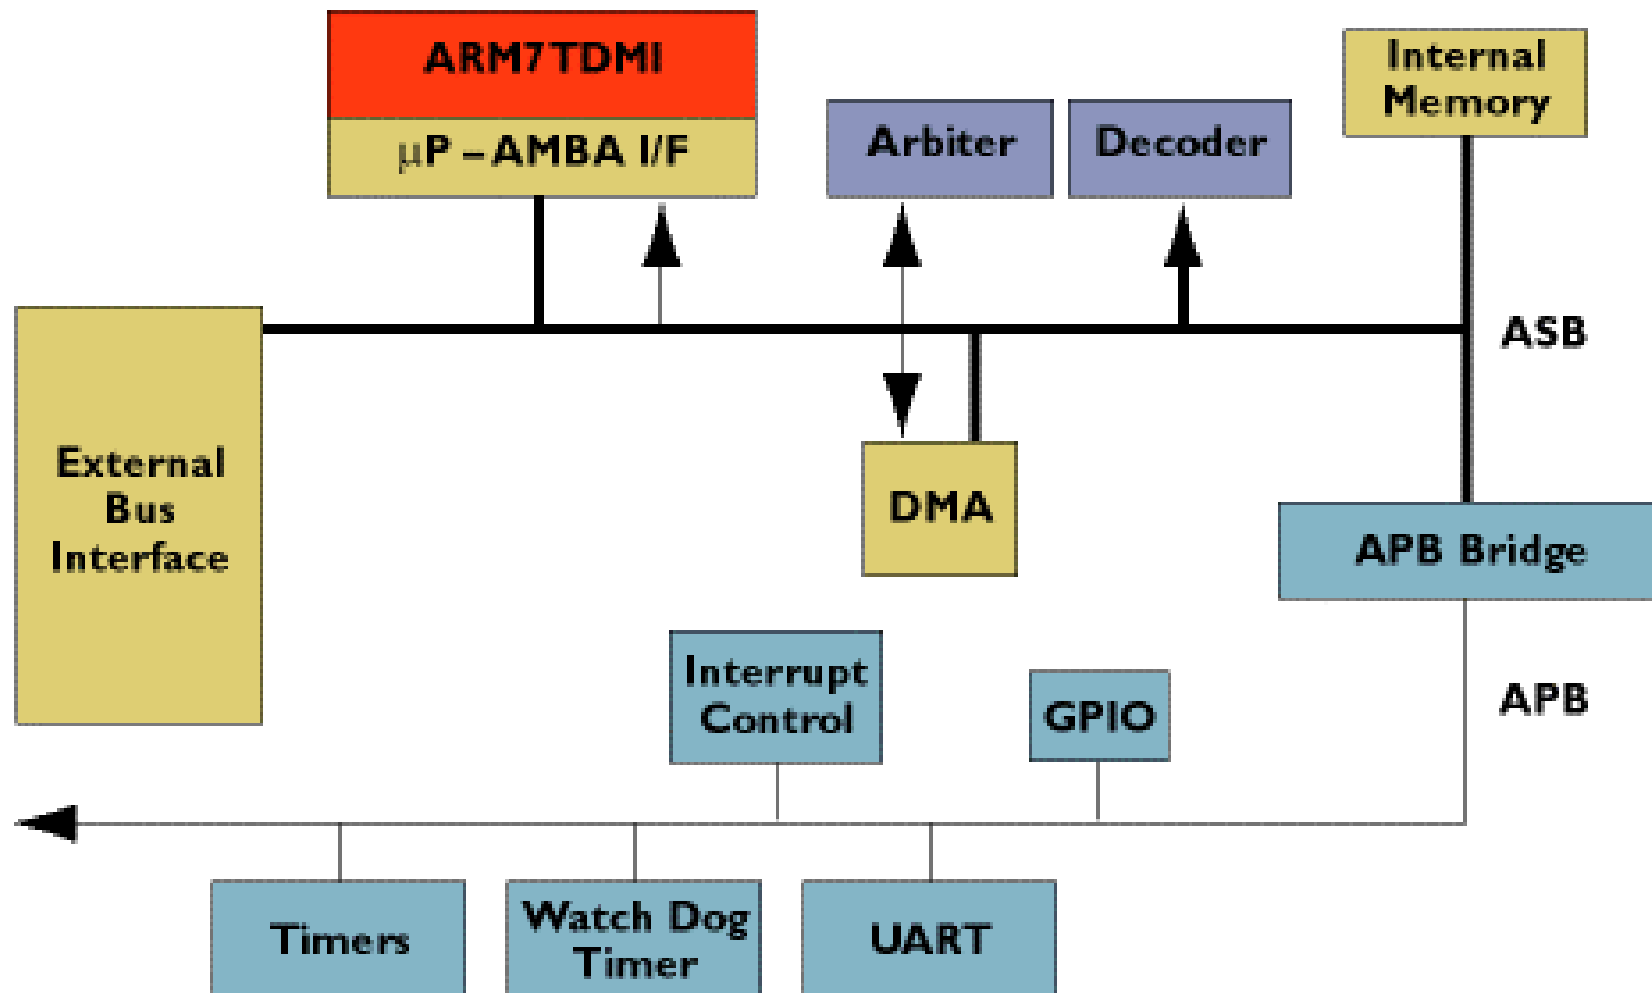 ARM7TDMI
µP – AMBA I/F
Arbiter
Decoder
Internal
Memory
ASB
External
Bus
Interface
DMA
APB Bridge
Interrupt
Control
GPIO
APB
Timers
Watch Dog
Timer
UART